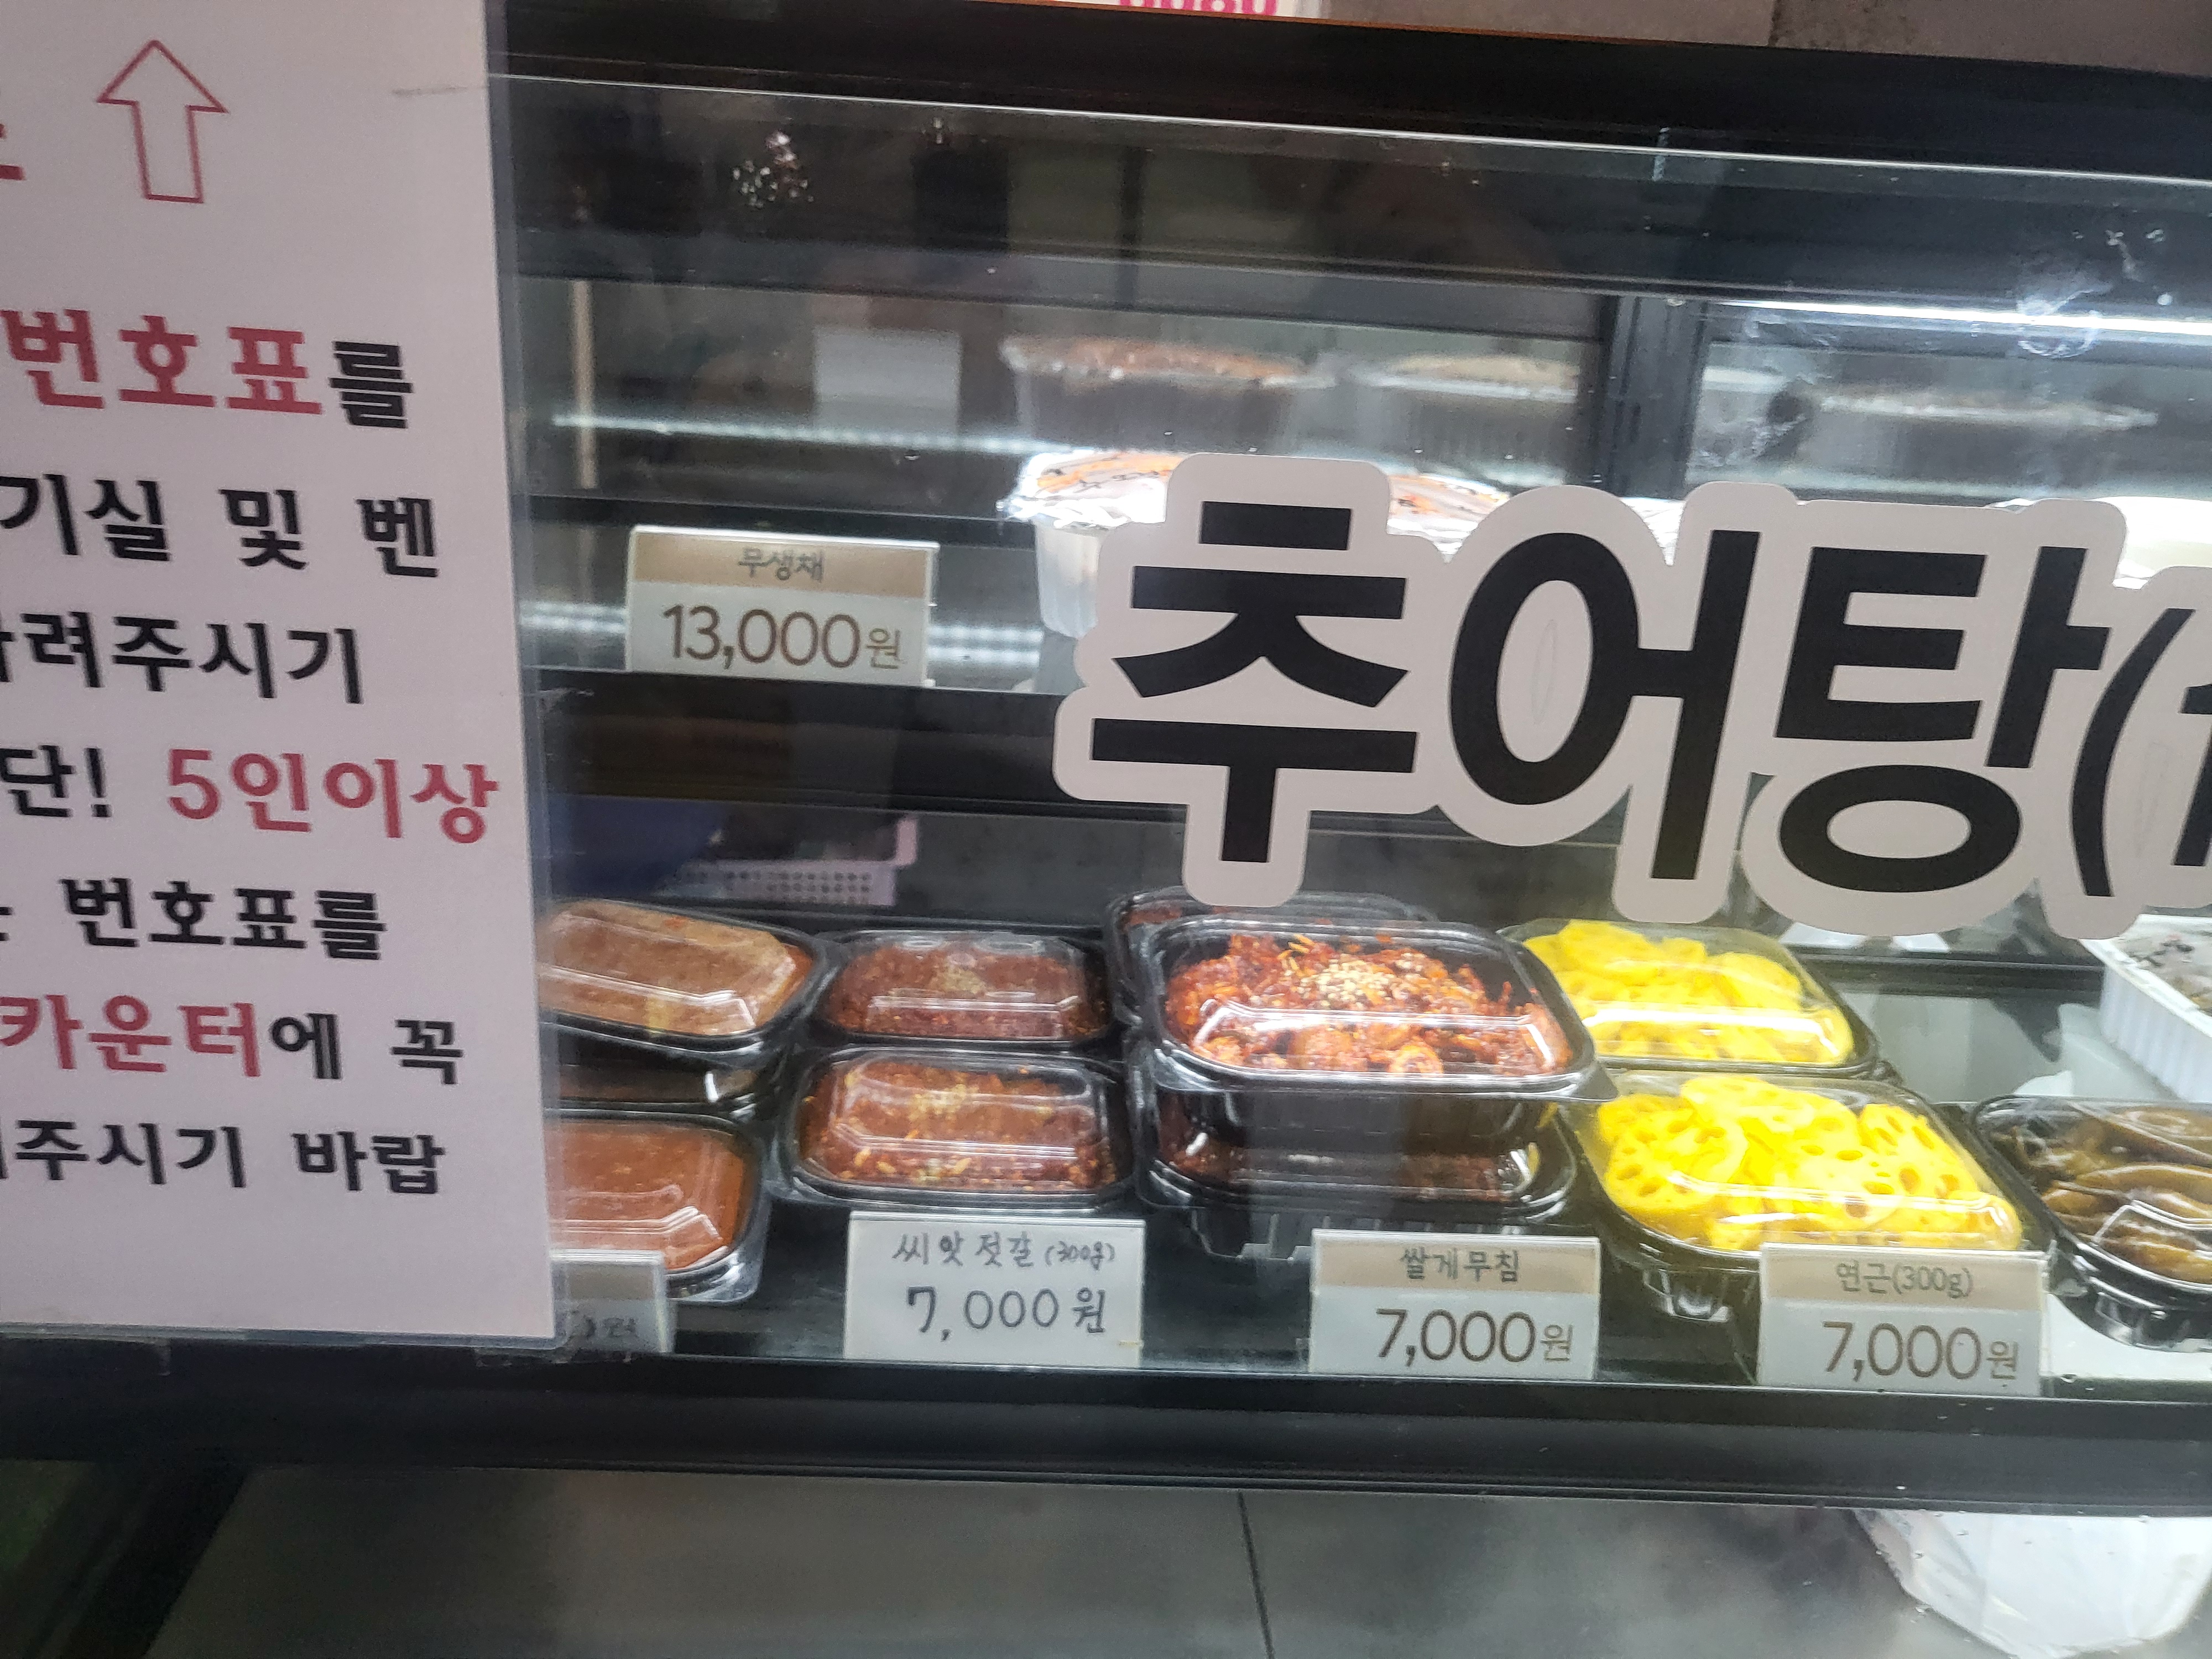 번호표를
기실 및 벤
려주시기
단! 5인이상
번호표를
카운터에 꼭
주시기 바랍
무생채
13,000원
추어탕(
씨앗젓갈(300g)
7,000원
쌀게무침
7,000원
연근(300g)
7,000원